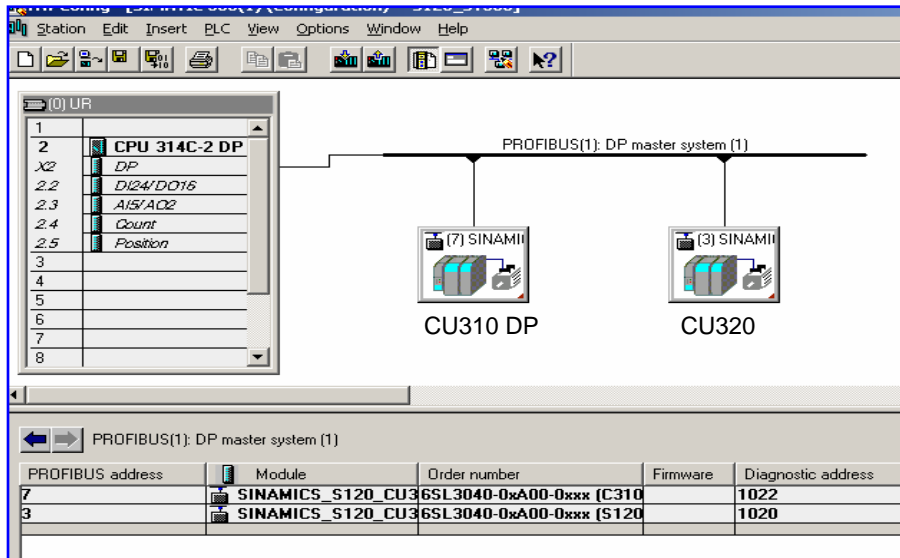 Station Edit Insert PLC View Options Window Help
(0) UR
1
2 CPU 314C-2 DP
X2 DP
2.2 DI24/DO16
2.3 AI5/AO2
2.4 Count
2.5 Position
3
4
5
6
7
8
PROFIBUS(1): DP master system (1)
(7) SINAMI
(3) SINAMI
CU310 DP
CU320
PROFIBUS(1): DP master system (1)
PROFIBUS address Module Order number Firmware Diagnostic address
7 SINAMICS_S120_CU3 6SL3040-0xA00-0xxx (C310 1022
3 SINAMICS_S120_CU3 6SL3040-0xA00-0xxx (S120 1020